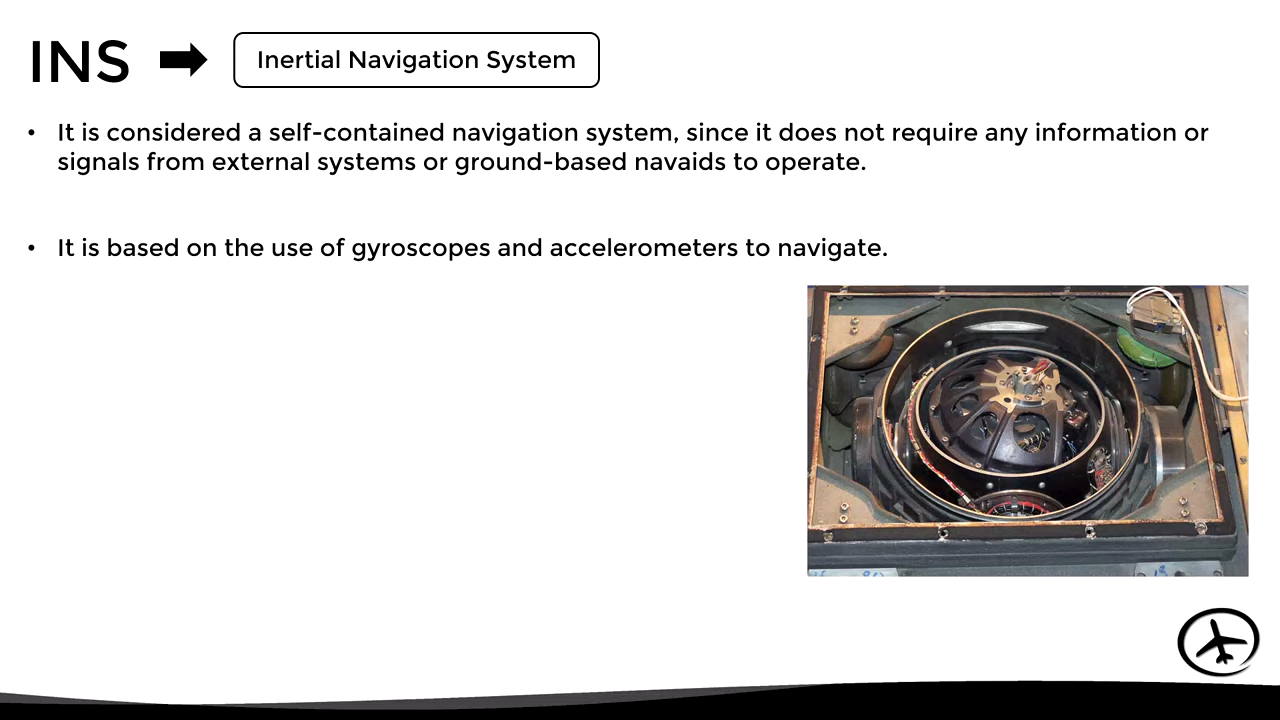 INS
Inertial Navigation System
• It is considered a self-contained navigation system, since it does not require any information or
signals from external systems or ground-based navaids to operate.
• It is based on the use of gyroscopes and accelerometers to navigate.